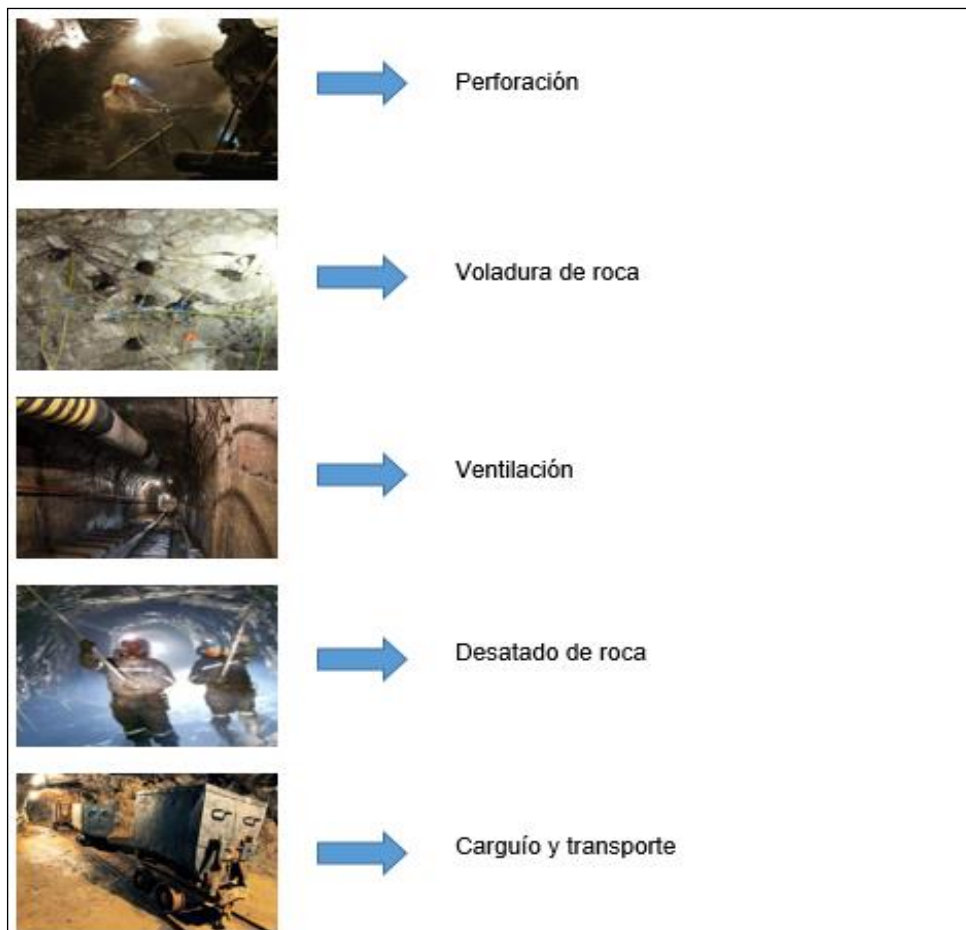 Perforación
Voladura de roca
Ventilación
Desatado de roca
Carguío y transporte